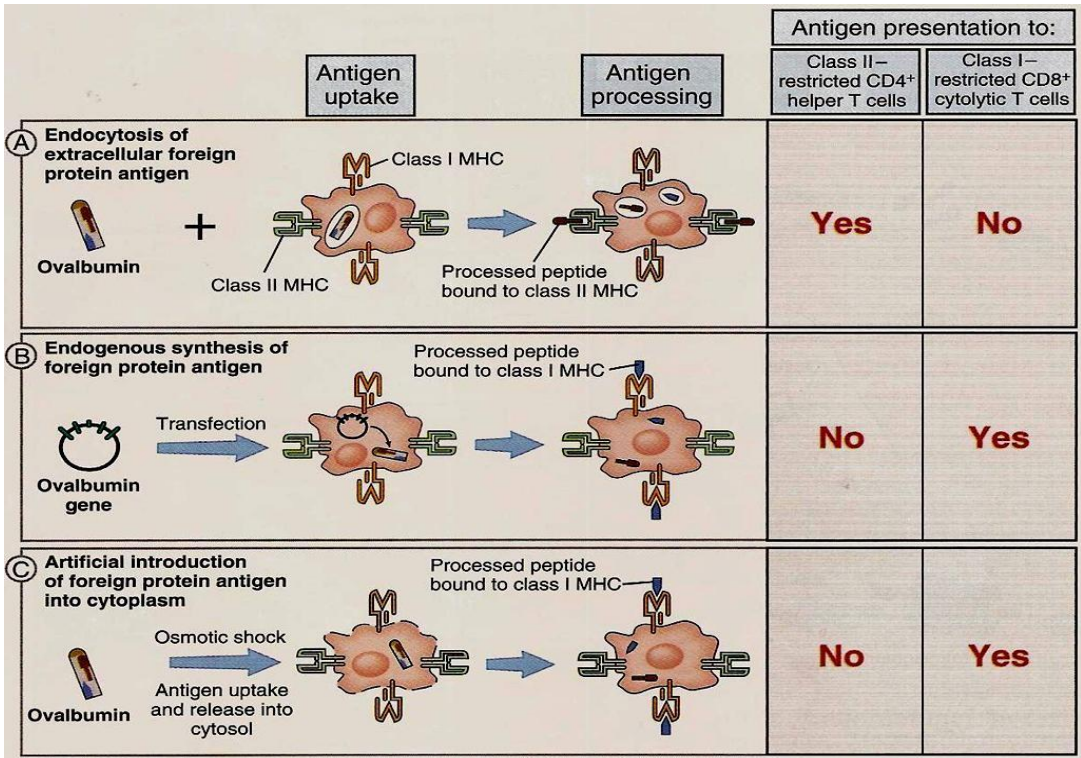 Antigen presentation to:
Antigen
uptake
Antigen
processing
Class II–
restricted CD4+
helper T cells
Class I–
restricted CD8+
cytolytic T cells
A
Endocytosis of
extracellular foreign
protein antigen
Class I MHC
+
Ovalbumin
Class II MHC
Processed peptide
bound to class II MHC
Yes
No
B
Endogenous synthesis of
foreign protein antigen
Processed peptide
bound to class I MHC
Transfection
Ovalbumin
gene
No
Yes
C
Artificial introduction
of foreign protein antigen
into cytoplasm
Processed peptide
bound to class I MHC
Osmotic shock
Antigen uptake
and release into
cytosol
Ovalbumin
No
Yes